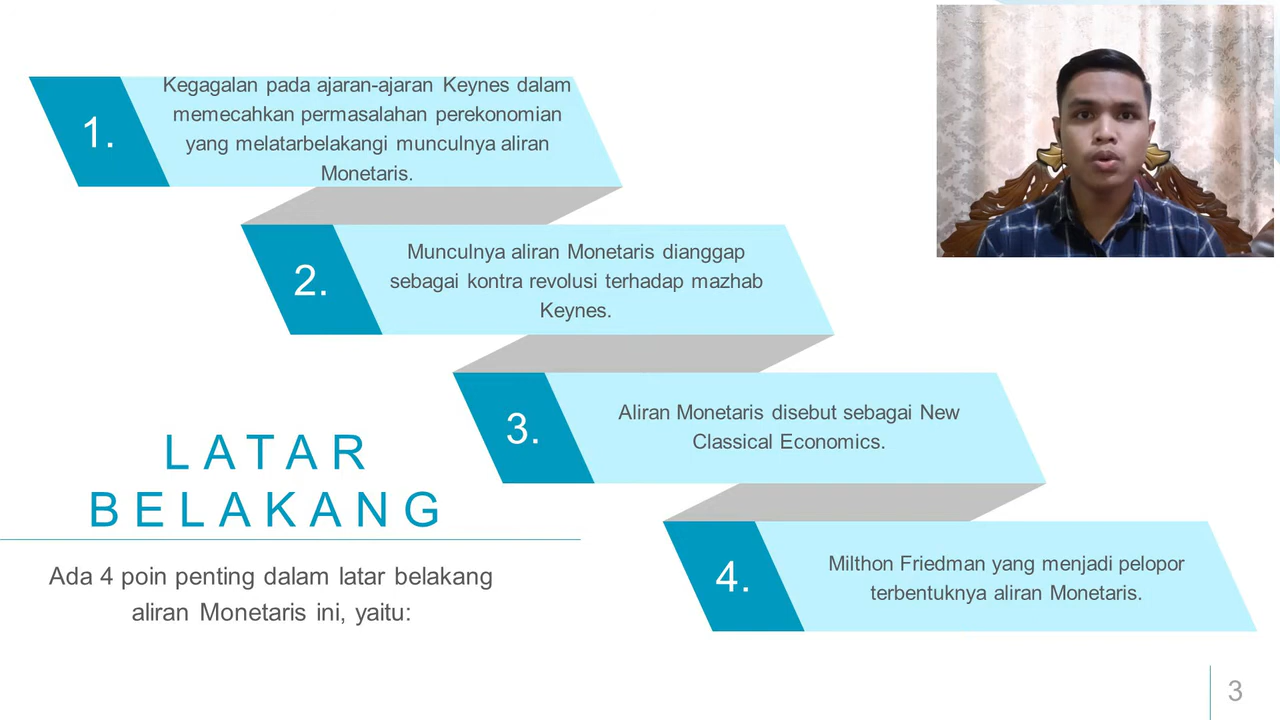 1.
Kegagalan pada ajaran-ajaran Keynes dalam
memecahkan permasalahan perekonomian
yang melatarbelakangi munculnya aliran
Monetaris.
2.
Munculnya aliran Monetaris dianggap
sebagai kontra revolusi terhadap mazhab
Keynes.
3.
Aliran Monetaris disebut sebagai New
Classical Economics.
4.
Milthon Friedman yang menjadi pelopor
terbentuknya aliran Monetaris.
LATAR
BELAKANG
Ada 4 poin penting dalam latar belakang
aliran Monetaris ini, yaitu:
3